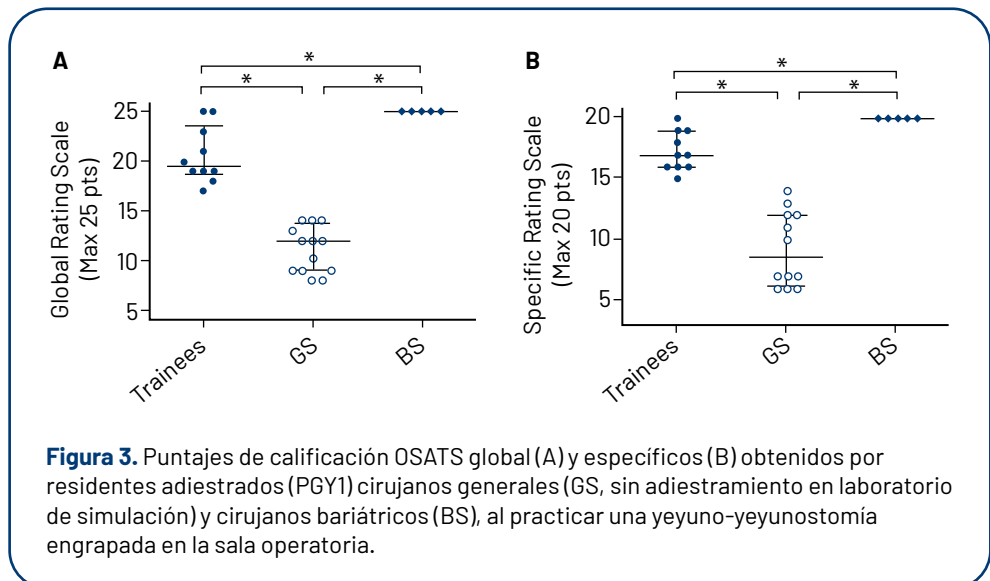 A
B
*
*
*
*
*
*
Global Rating Scale
(Max 25 pts)
25
20
15
10
5
Trainees
GS
BS
Specific Rating Scale
(Max 20 pts)
20
15
10
5
Trainees
GS
BS
Figura 3. Puntajes de calificación OSATS global (A) y específicos (B) obtenidos por
residentes adiestrados (PGY1) cirujanos generales (GS, sin adiestramiento en laboratorio
de simulación) y cirujanos bariátricos (BS), al practicar una yeyuno-yeyunostomía
engrapada en la sala operatoria.